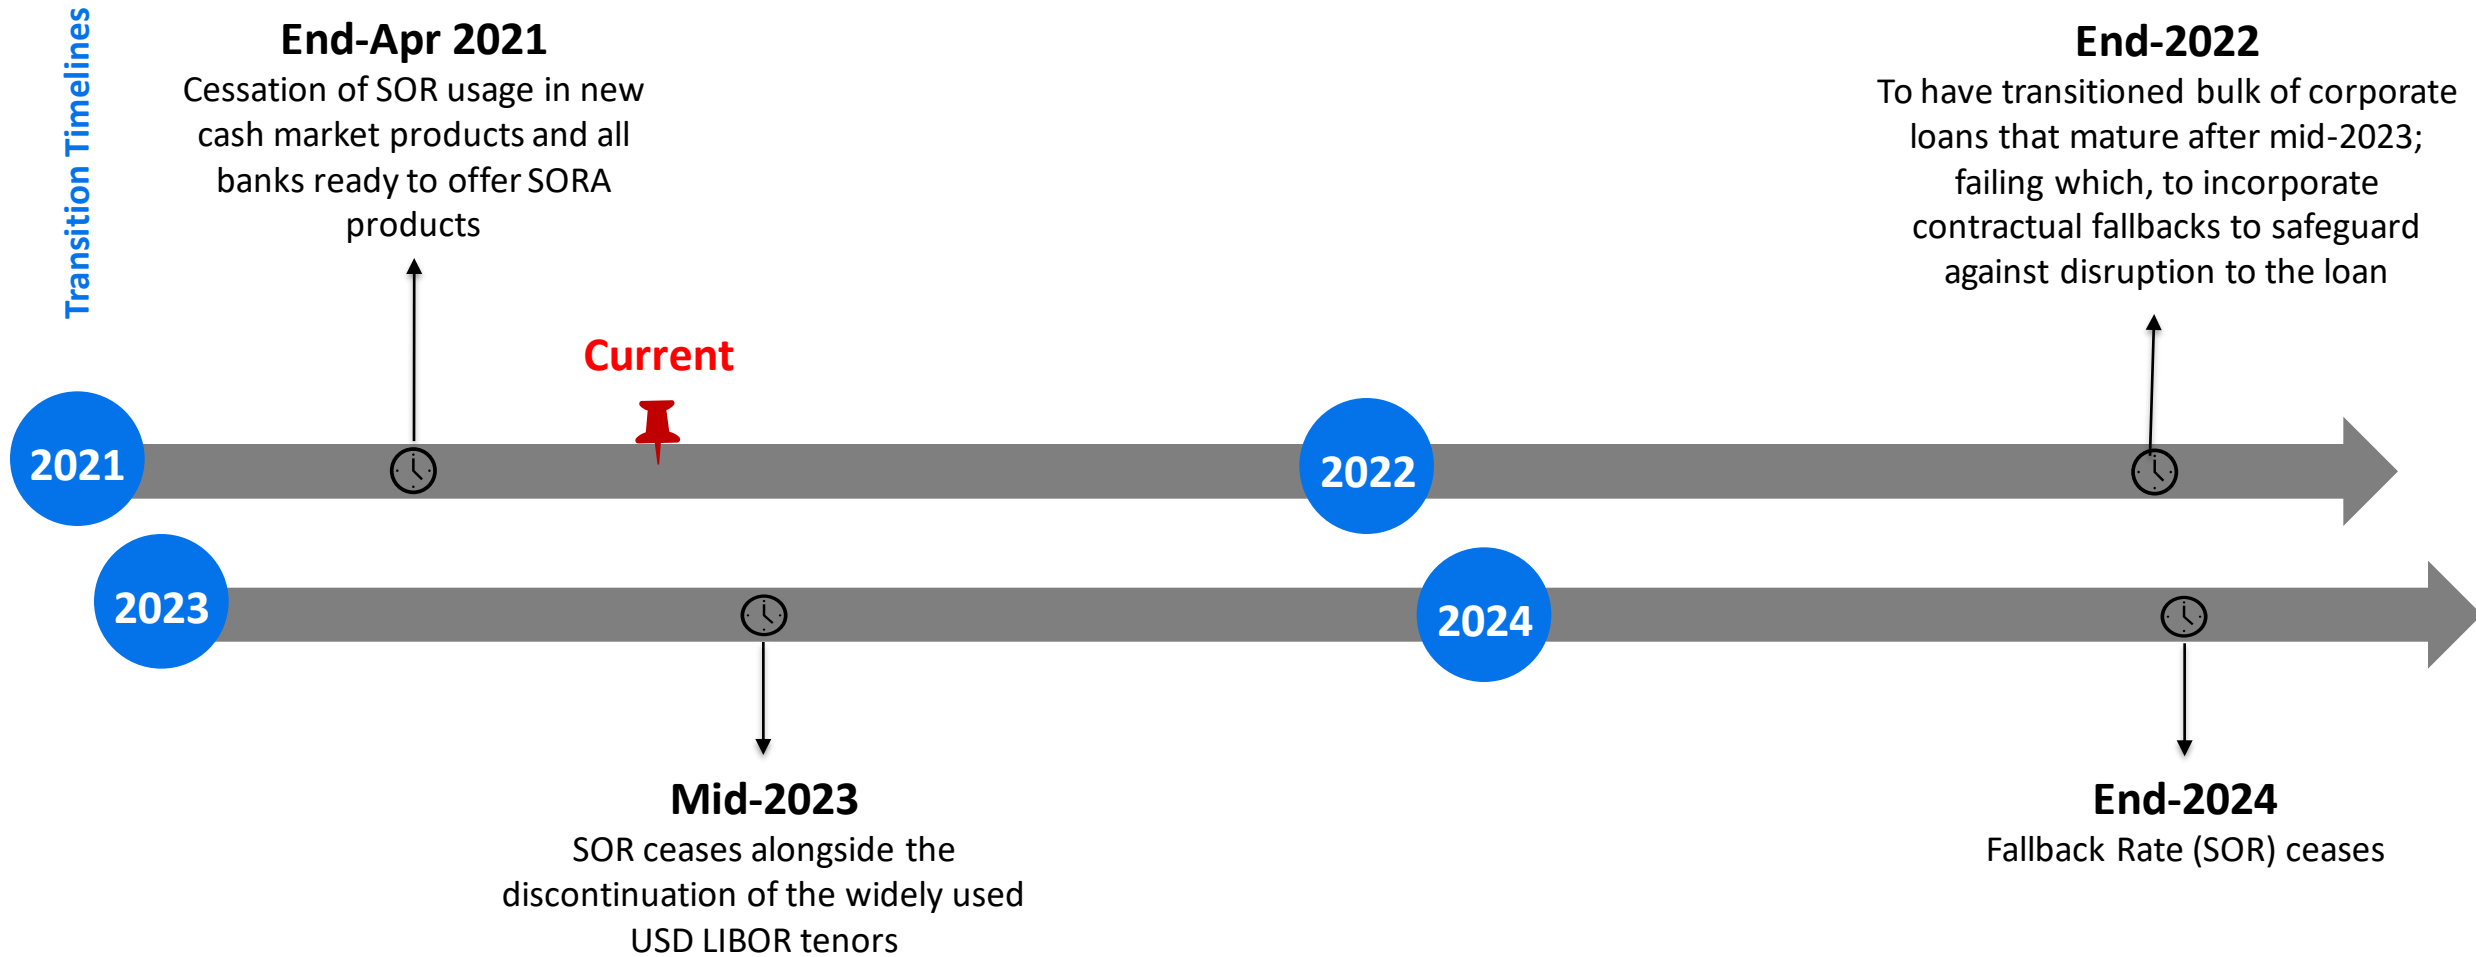 Transition Timelines
End-Apr 2021
Cessation of SOR usage in new
cash market products and all
banks ready to offer SORA
products
End-2022
To have transitioned bulk of corporate
loans that mature after mid-2023;
failing which, to incorporate
contractual fallbacks to safeguard
against disruption to the loan
Current
2021
2022
2023
2024
Mid-2023
SOR ceases alongside the
discontinuation of the widely used
USD LIBOR tenors
End-2024
Fallback Rate (SOR) ceases